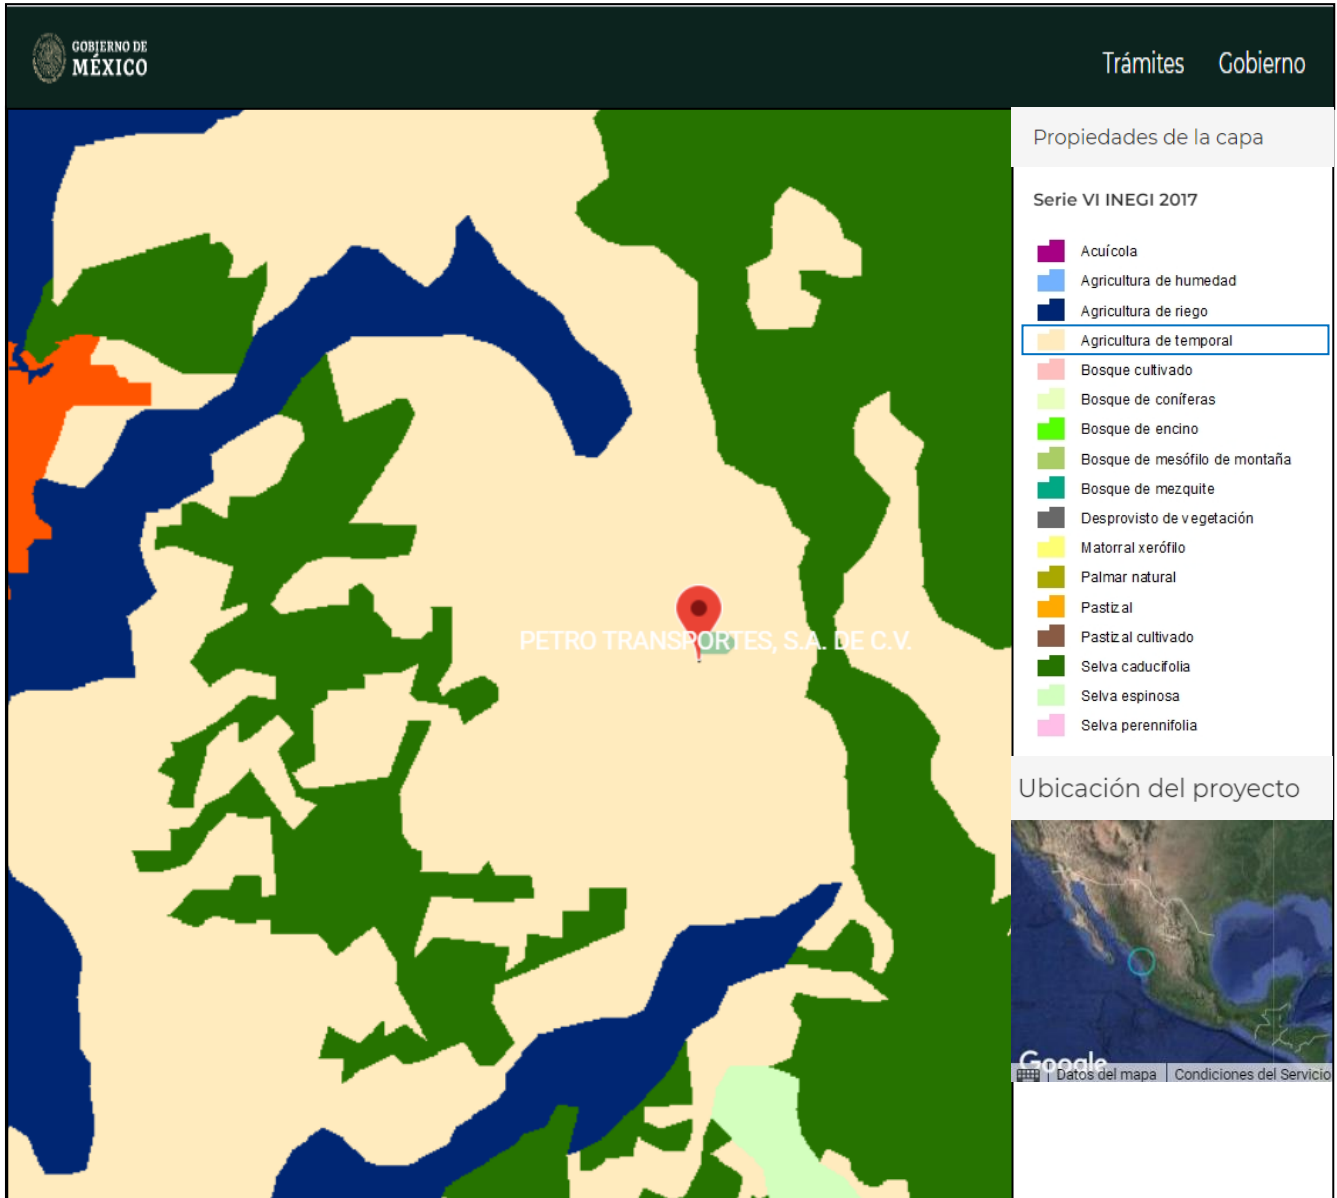 GOBIERNO DE
MÉXICO
Trámites Gobierno
Propiedades de la capa
Serie VI INEGI 2017
Acuícola
Agricultura de humedad
Agricultura de riego
Agricultura de temporal
Bosque cultivado
Bosque de coníferas
Bosque de encino
Bosque de mesófilo de montaña
Bosque de mezquite
Desprovisto de vegetación
Matorral xerófilo
Palmar natural
Pastizal
Pastizal cultivado
Selva caducifolia
Selva espinosa
Selva perennifolia
PETRO TRANSPORTES, S.A. DE C.V.
Ubicación del proyecto
Google
Datos del mapa Condiciones del Servicio